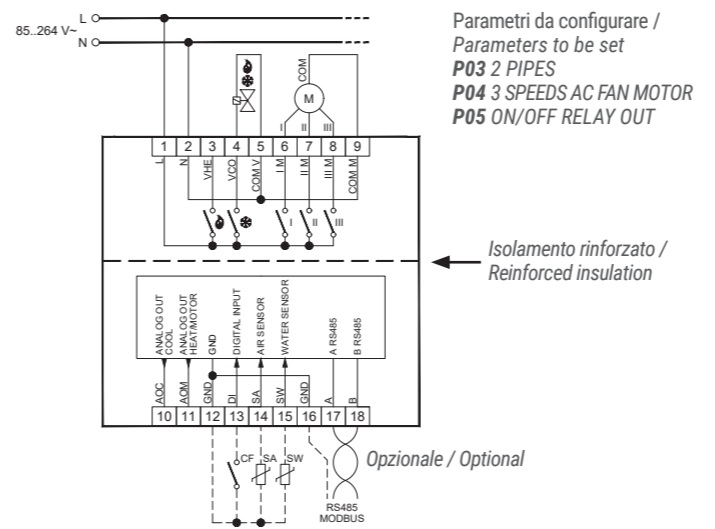 L
85..264 V~
N
Parametri da configurare /
Parameters to be set
P03 2 PIPES
P04 3 SPEEDS AC FAN MOTOR
P05 ON/OFF RELAY OUT
COM
M
I II III
1 2 3 4 5 6 7 8 9
L N VHE VCO COM V I M II M III M COM M
I II III
Isolamento rinforzato /
Reinforced insulation
ANALOG OUT
COOL
ANALOG OUT
HEAT/MOTOR
GND
DIGITAL INPUT
AIR SENSOR
WATER SENSOR
A RS485
B RS485
AOC AOM GND DI SA SW GND A B
10 11 12 13 14 15 16 17 18
CF SA SW
Opzionale / Optional
RS485
MODBUS